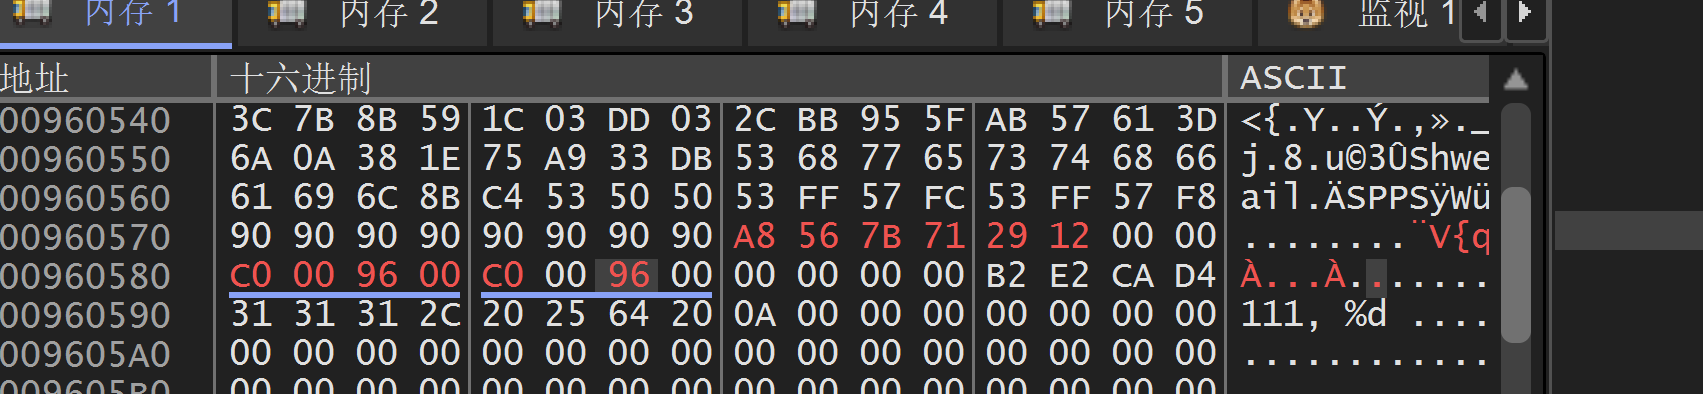 内存 1 内存 2 内存 3 内存 4 内存 5 监视 1
地址 十六进制 ASCII
00960540 3C 7B 8B 59 1C 03 DD 03 2C BB 95 5F AB 57 61 3D <{.Y..Ý.,»._
00960550 6A 0A 38 1E 75 A9 33 DB 53 68 77 65 73 74 68 66 j.8.u©3ÛShwe
00960560 61 69 6C 8B C4 53 50 50 53 FF 57 FC 53 FF 57 F8 ail.ÄSPPSÿWü
00960570 90 90 90 90 90 90 90 90 A8 56 7B 71 29 12 00 00 ........¨V{q
00960580 C0 00 96 00 C0 00 96 00 00 00 00 00 B2 E2 CA D4 À...À.......
00960590 31 31 31 2C 20 25 64 20 0A 00 00 00 00 00 00 00 111, %d ....
009605A0 00 00 00 00 00 00 00 00 00 00 00 00 00 00 00 00 ............
009605B0 00 00 00 00 00 00 00 00 00 00 00 00 00 00 00 00